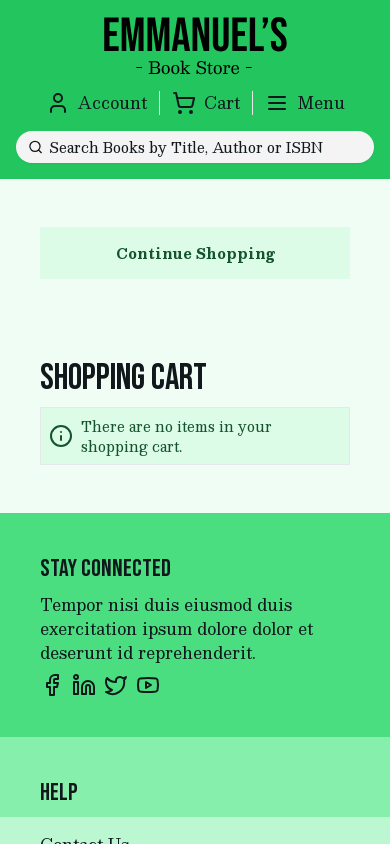 EMMANUEL’S
- Book Store -
Account
Cart
Menu
Search Books by Title, Author or ISBN
Continue Shopping
SHOPPING CART
There are no items in your
shopping cart.
STAY CONNECTED
Tempor nisi duis eiusmod duis
exercitation ipsum dolore dolor et
deserunt id reprehenderit.
HELP
Contact Us